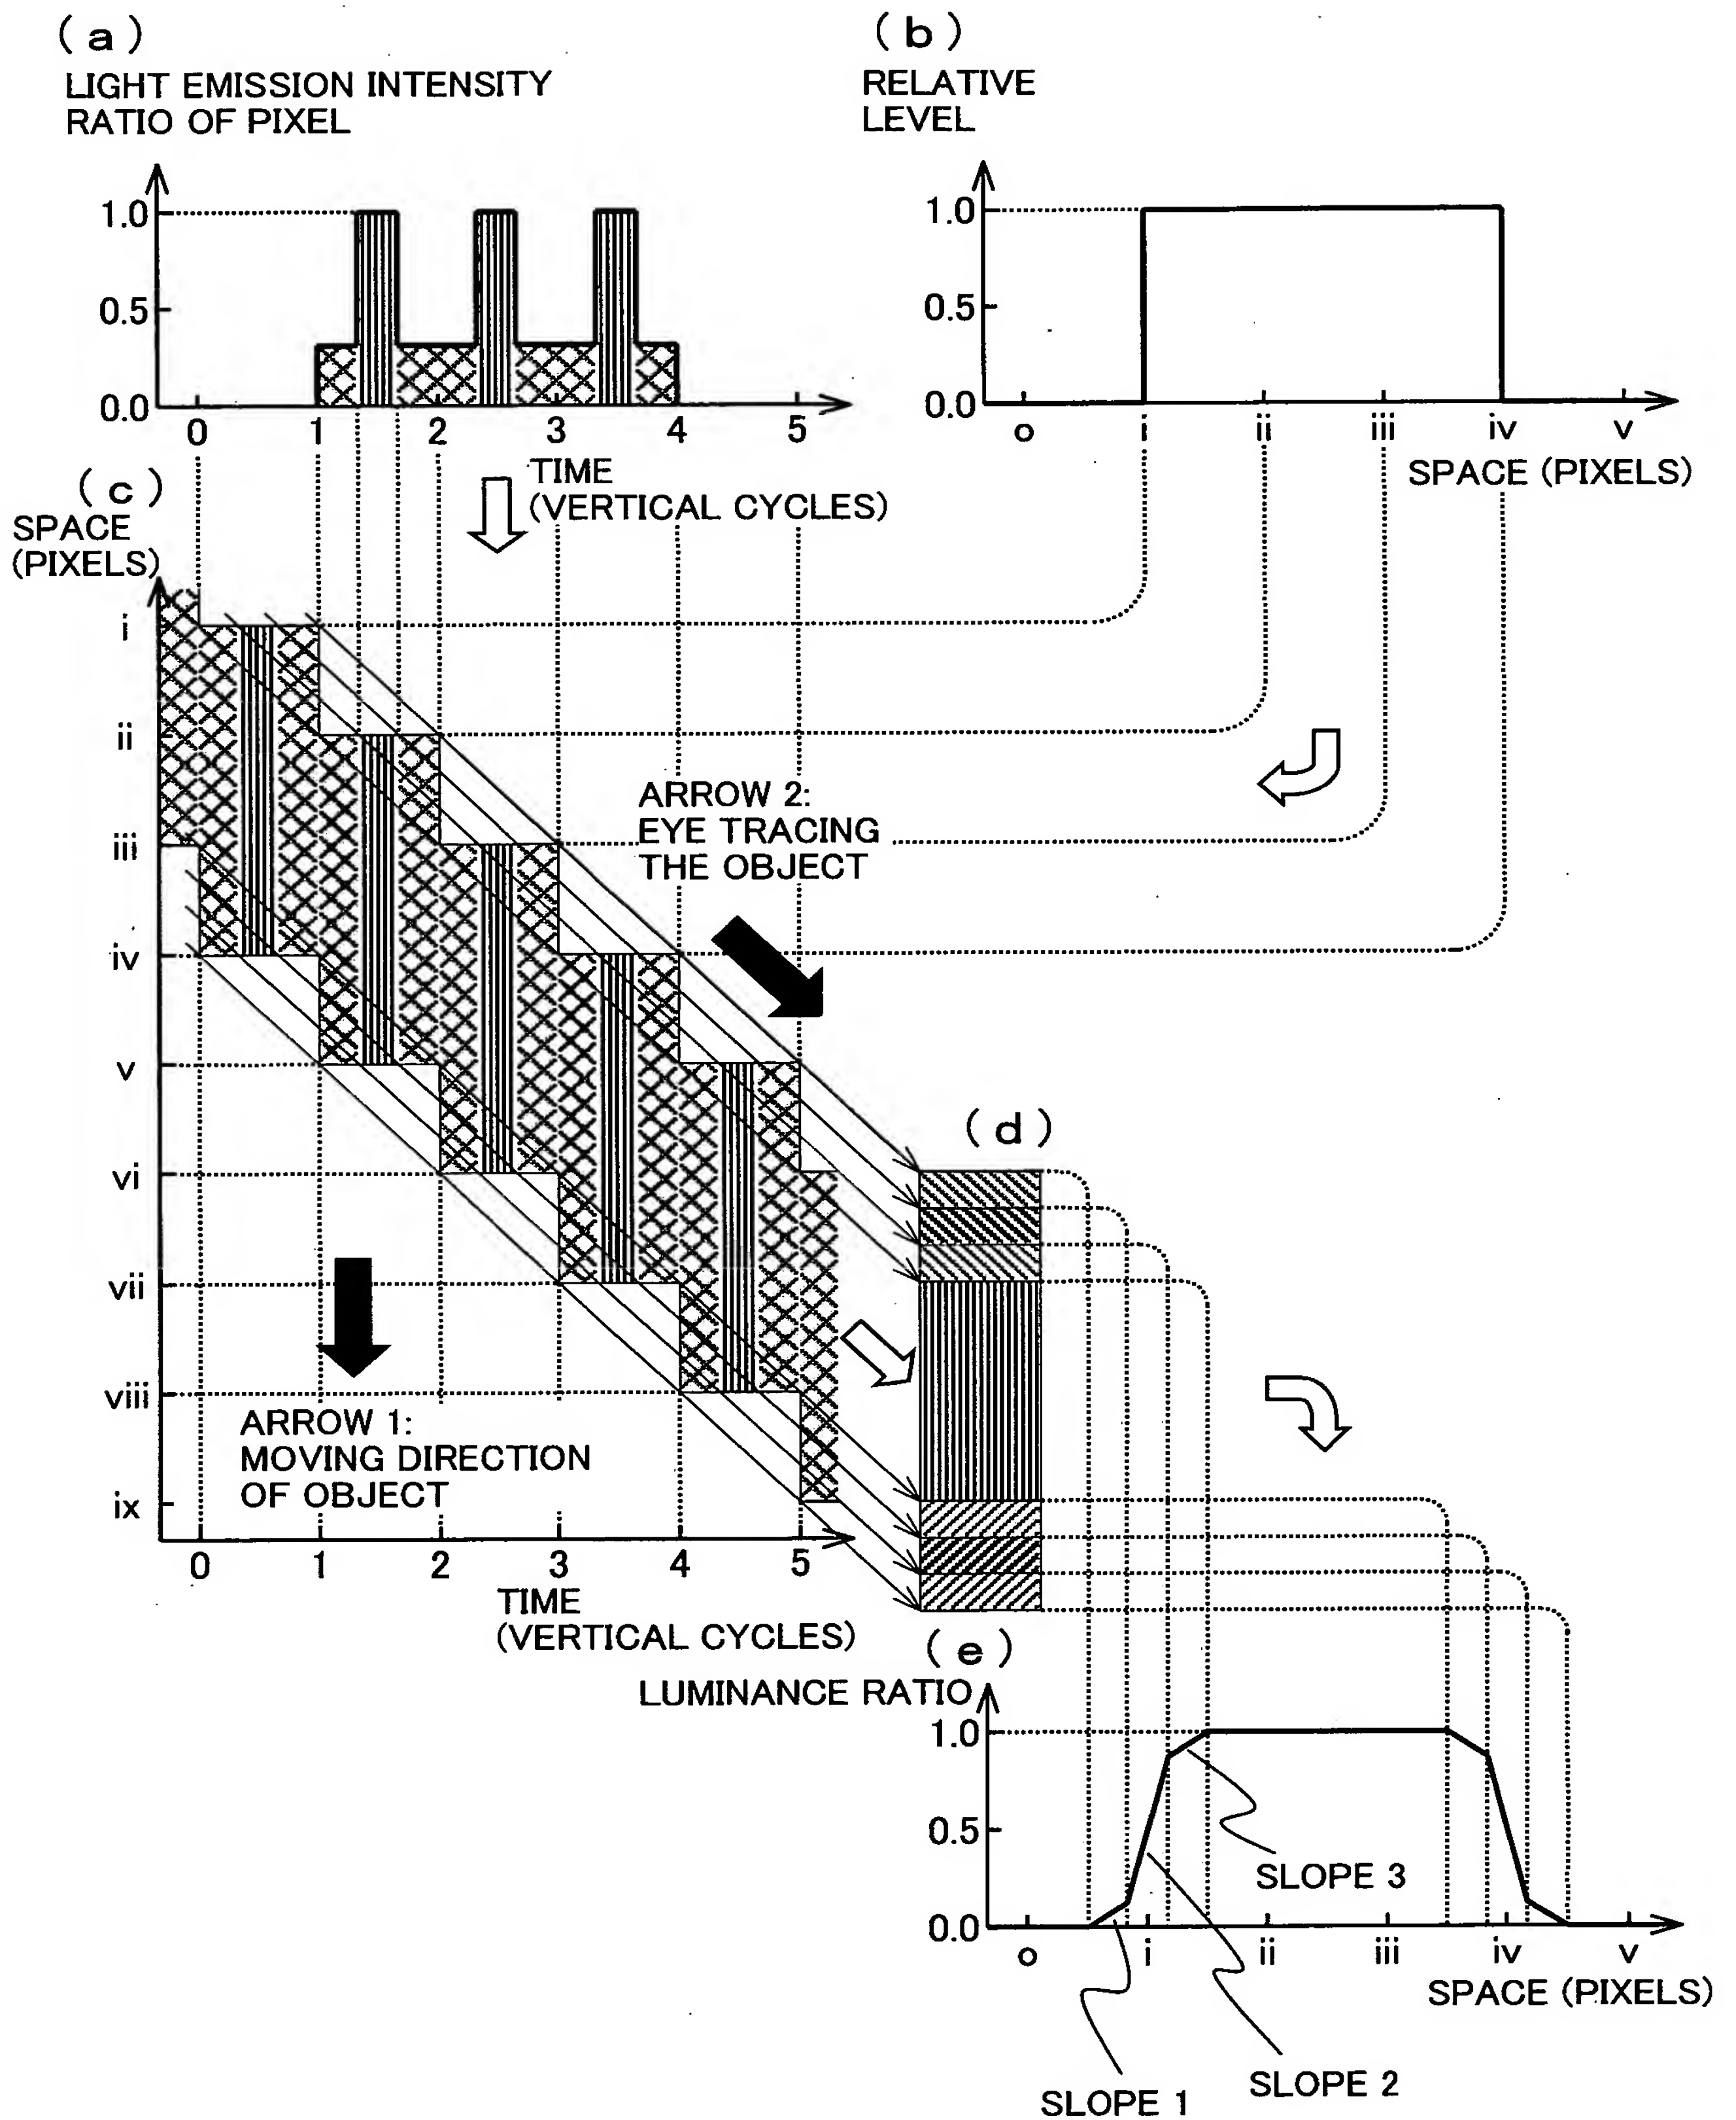 (a)
LIGHT EMISSION INTENSITY
RATIO OF PIXEL
1.0
0.5
0.0
0 1 2 3 4 5
TIME
(VERTICAL CYCLES)
(b)
RELATIVE
LEVEL
1.0
0.5
0.0
o i ii iii iv v
SPACE (PIXELS)
(c)
SPACE
(PIXELS)
i
ii
iii
iv
v
vi
vii
viii
ix
ARROW 2:
EYE TRACING
THE OBJECT
ARROW 1:
MOVING DIRECTION
OF OBJECT
0 1 2 3 4 5
TIME
(VERTICAL CYCLES)
(d)
(e)
LUMINANCE RATIO
1.0
0.5
0.0
SLOPE 3
o i ii iii iv v
SPACE (PIXELS)
SLOPE 1
SLOPE 2